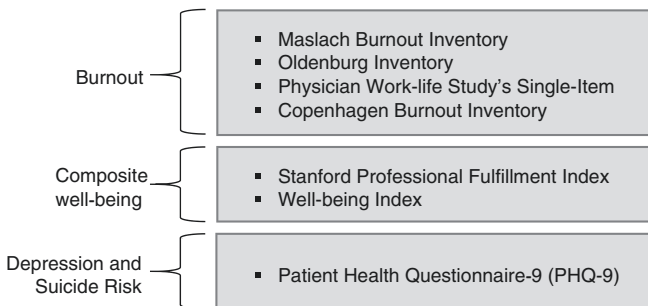 Burnout
▪ Maslach Burnout Inventory
▪ Oldenburg Inventory
▪ Physician Work-life Study's Single-Item
▪ Copenhagen Burnout Inventory
Composite
well-being
▪ Stanford Professional Fulfillment Index
▪ Well-being Index
Depression and
Suicide Risk
▪ Patient Health Questionnaire-9 (PHQ-9)